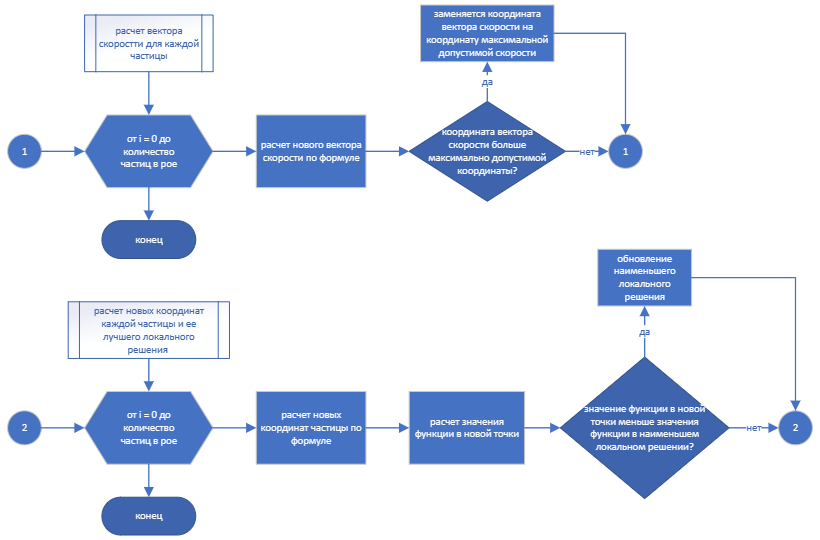 расчет вектора
скоростти для каждой
частицы
заменяется координата
вектора скорости на
координату максимальной
допустимой скорости
да
1
от i = 0 до
количество
частиц в рое
расчет нового вектора
скорости по формуле
координата вектора
скорости больше
максимально допустимой
координаты?
нет
1
конец
обновление
наименьшего
локального
решения
расчет новых координат
каждой частицы и ее
лучшего локального
решения
да
2
от i = 0 до
количество
частиц в рое
расчет новых
координат частицы по
формуле
расчет значения
функции в новой точки
значение функции в новой
точки меньше значения
функции в наименьшем
локальном решении?
нет
2
конец